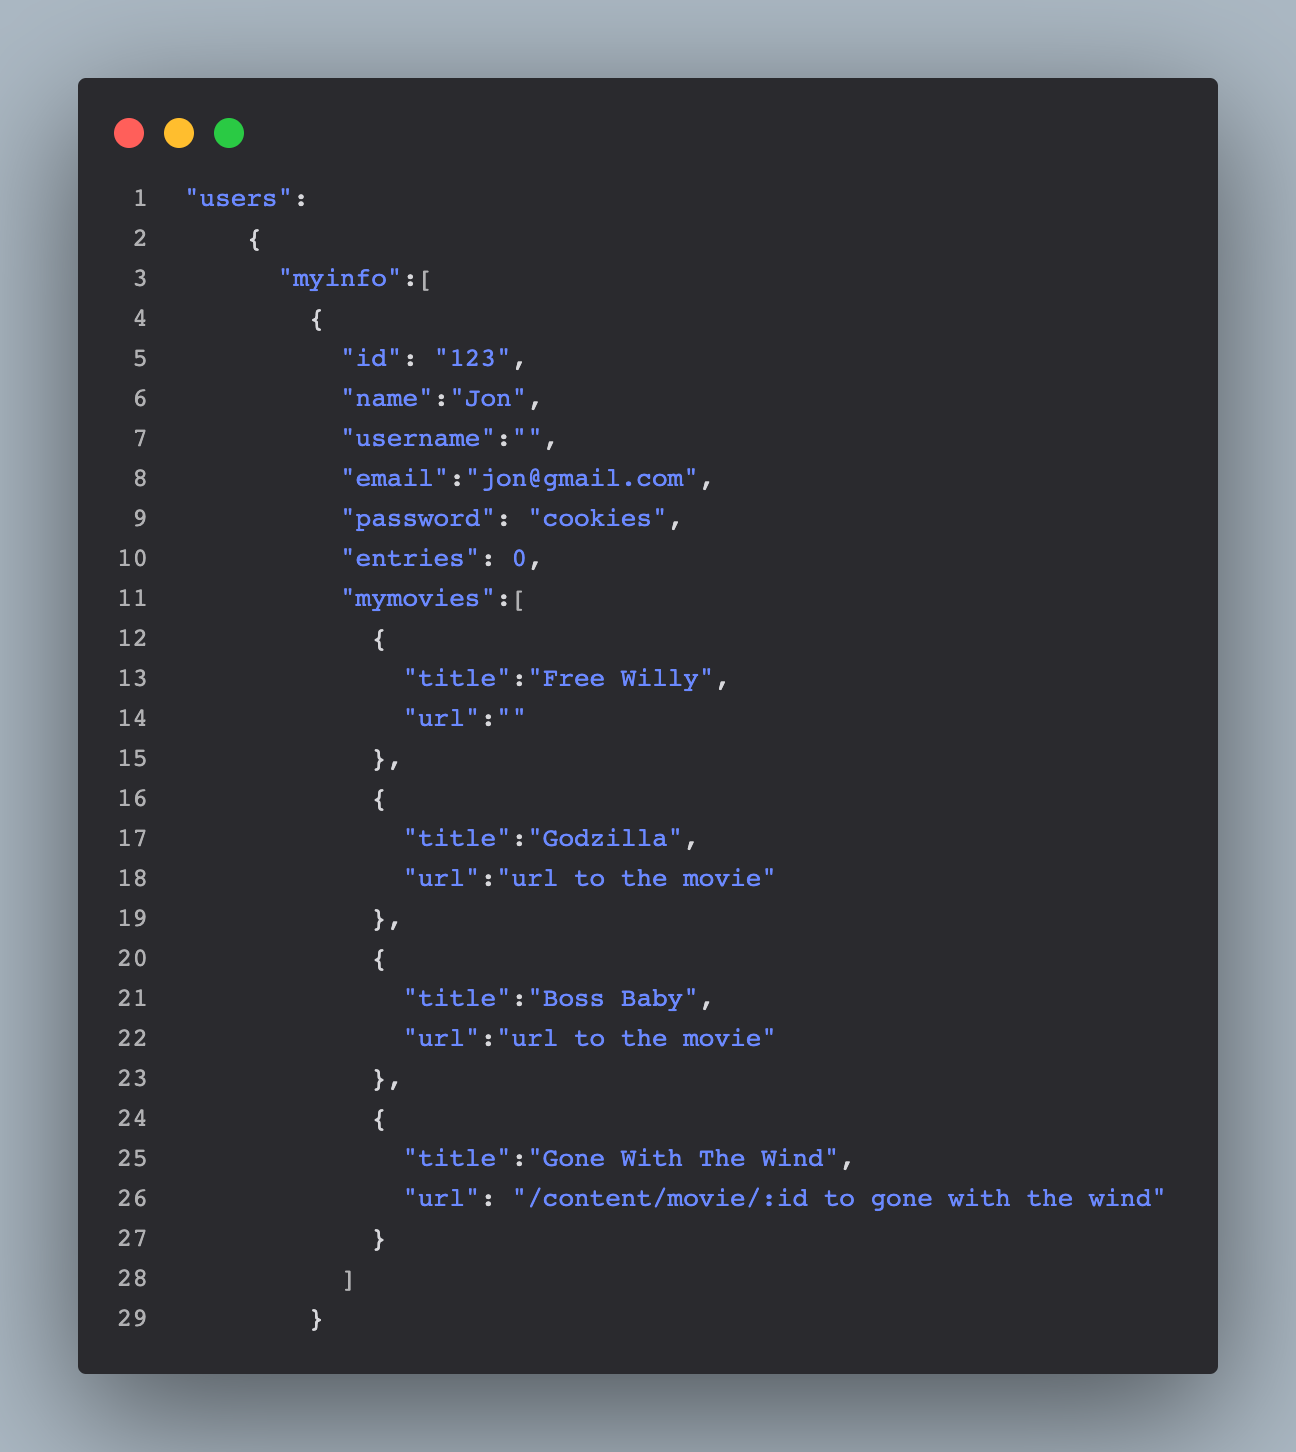 1 "users":
2 {
3 "myinfo":[
4 {
5 "id": "123",
6 "name":"Jon",
7 "username":"",
8 "email":"jon@gmail.com",
9 "password": "cookies",
10 "entries": 0,
11 "mymovies":[
12 {
13 "title":"Free Willy",
14 "url":""
15 },
16 {
17 "title":"Godzilla",
18 "url":"url to the movie"
19 },
20 {
21 "title":"Boss Baby",
22 "url":"url to the movie"
23 },
24 {
25 "title":"Gone With The Wind",
26 "url": "/content/movie/:id to gone with the wind"
27 }
28 ]
29 }